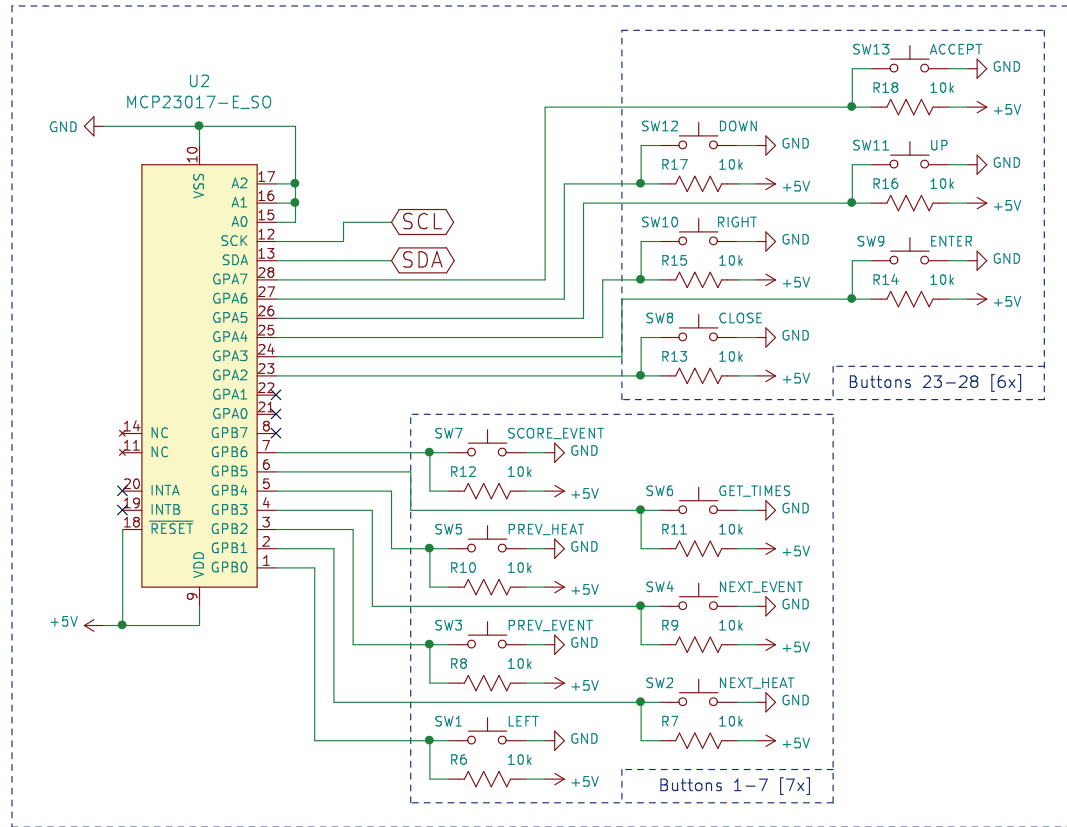 U2
MCP23017-E_SO
GND
10
VSS
A2 17
A1 16
A0 15
SCK 12
SDA 13
GPA7 28
GPA6 27
GPA5 26
GPA4 25
GPA3 24
GPA2 23
GPA1 22
GPA0 21
GPB7 8
GPB6 7
GPB5 6
GPB4 5
GPB3 4
GPB2 3
GPB1 2
GPB0 1
14 NC
11 NC
20 INTA
19 INTB
18 RESET
VDD
9
+5V
SCL
SDA
SW13 ACCEPT
GND
R18 10k
+5V
SW12 DOWN
GND
R17 10k
+5V
SW11 UP
GND
R16 10k
+5V
SW10 RIGHT
GND
R15 10k
+5V
SW9 ENTER
GND
R14 10k
+5V
SW8 CLOSE
GND
R13 10k
+5V
Buttons 23-28 [6x]
SW7 SCORE_EVENT
GND
R12 10k
+5V
SW6 GET_TIMES
GND
R11 10k
+5V
SW5 PREV_HEAT
GND
R10 10k
+5V
SW4 NEXT_EVENT
GND
R9 10k
+5V
SW3 PREV_EVENT
GND
R8 10k
+5V
SW2 NEXT_HEAT
GND
R7 10k
+5V
SW1 LEFT
GND
R6 10k
+5V
Buttons 1-7 [7x]